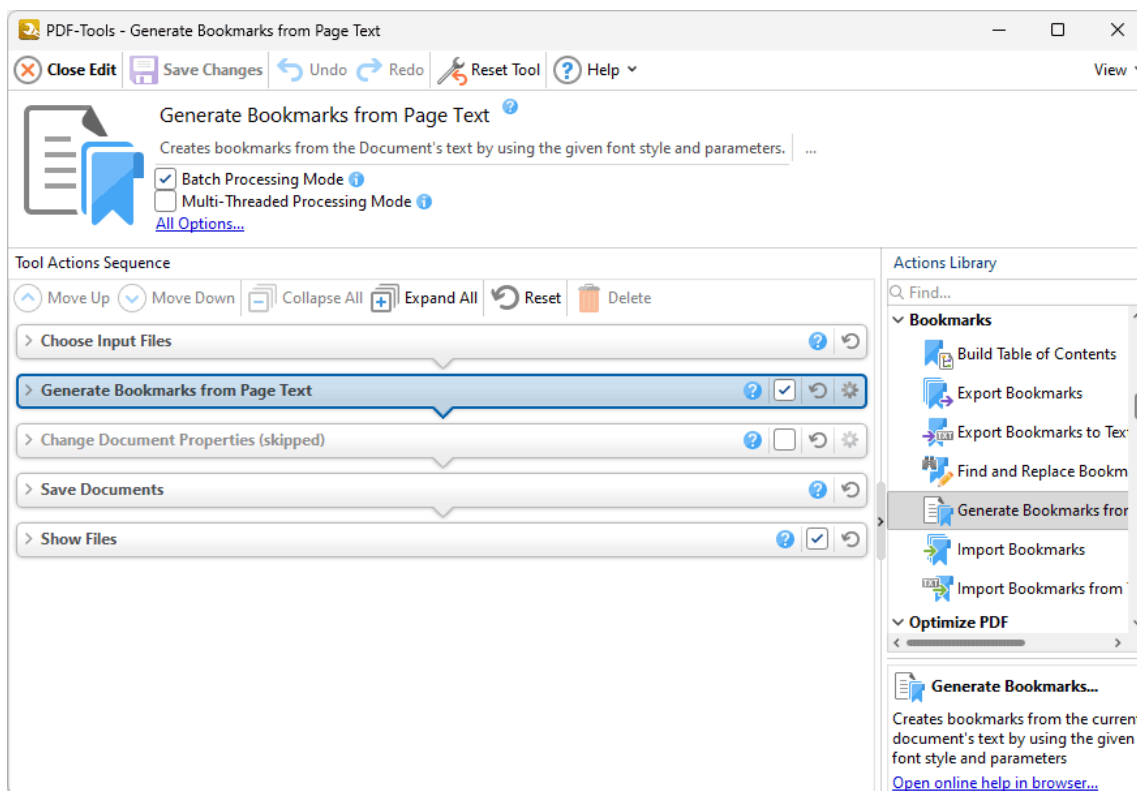 PDF-Tools - Generate Bookmarks from Page Text
Close Edit Save Changes Undo Redo Reset Tool Help View
Generate Bookmarks from Page Text
Creates bookmarks from the Document's text by using the given font style and parameters. ...
Batch Processing Mode
Multi-Threaded Processing Mode
All Options...
Tool Actions Sequence
Move Up Move Down Collapse All Expand All Reset Delete
Choose Input Files
Generate Bookmarks from Page Text
Change Document Properties (skipped)
Save Documents
Show Files
Actions Library
Find...
Bookmarks
Build Table of Contents
Export Bookmarks
TXT Export Bookmarks to
Find and Replace
Generate Bookmarks
Import Bookmarks
TXT Import Bookmarks from
Optimize PDF
Generate Bookmarks...
Creates bookmarks from the current
document's text by using the given
font style and parameters
Open online help in browser...